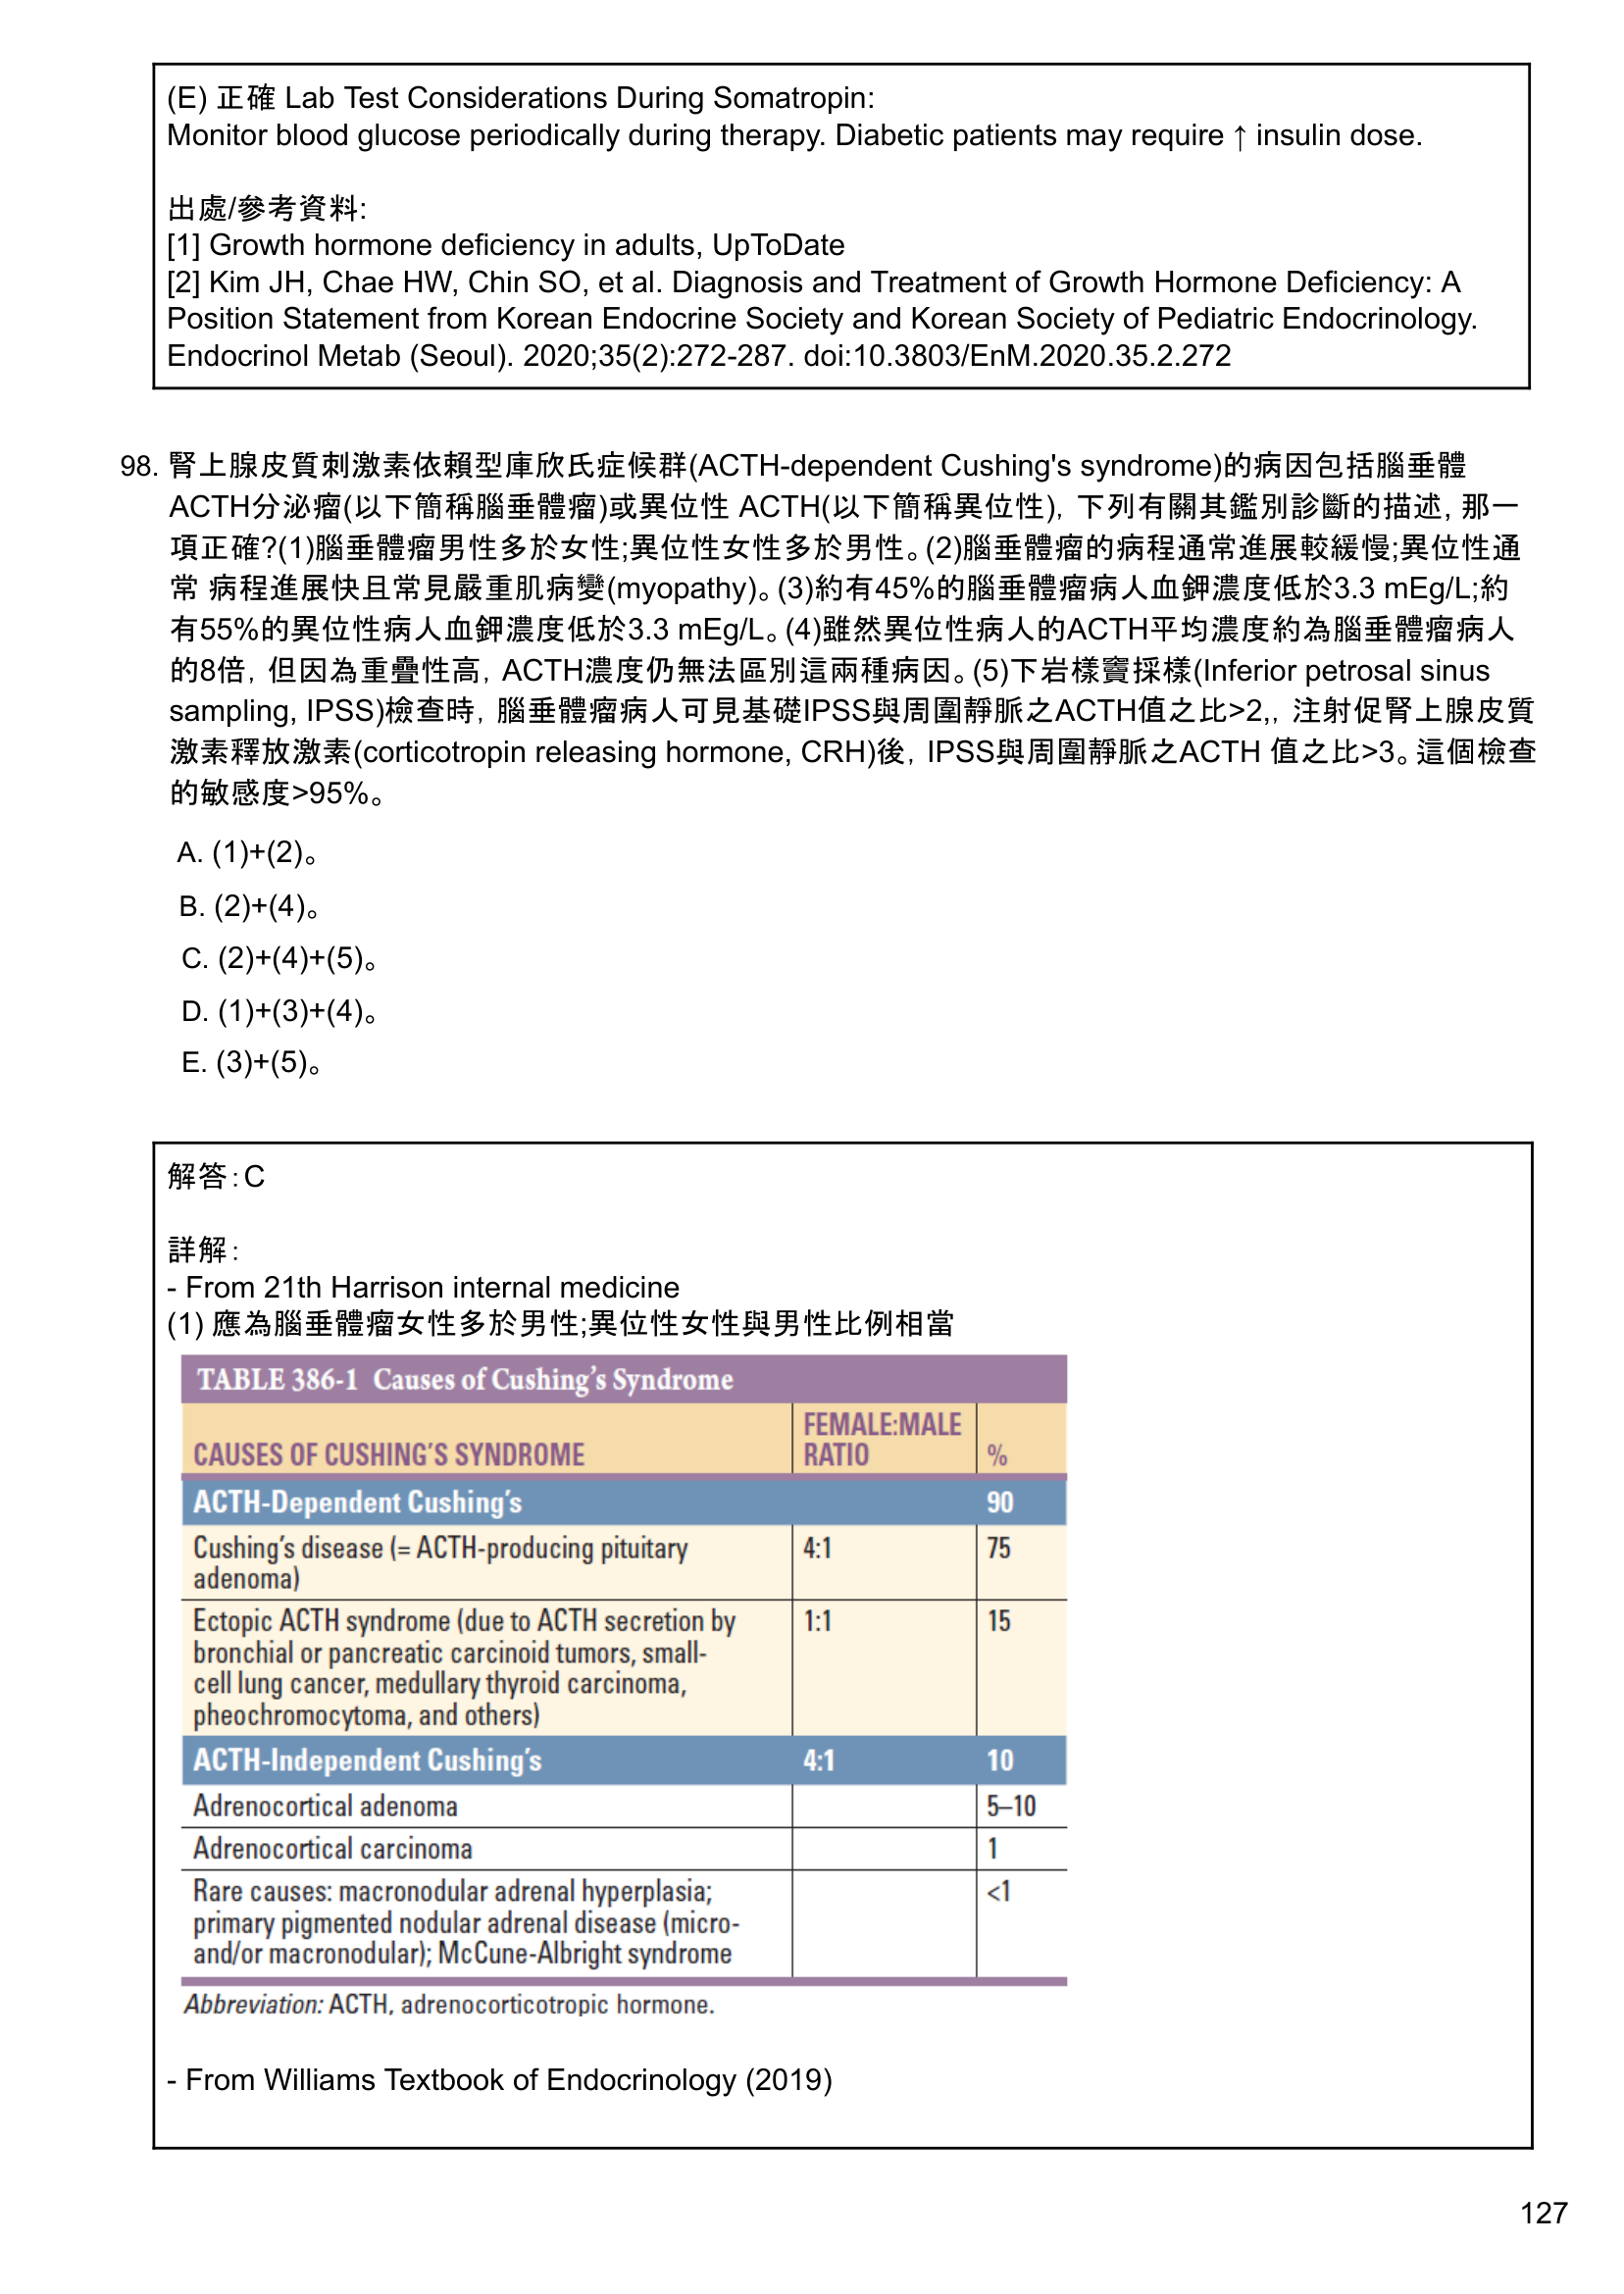 (E) 正確 Lab Test Considerations During Somatropin:
Monitor blood glucose periodically during therapy. Diabetic patients may require ↑ insulin dose.
出處/參考資料:
[1] Growth hormone deficiency in adults, UpToDate
[2] Kim JH, Chae HW, Chin SO, et al. Diagnosis and Treatment of Growth Hormone Deficiency: A
Position Statement from Korean Endocrine Society and Korean Society of Pediatric Endocrinology.
Endocrinol Metab (Seoul). 2020;35(2):272-287. doi:10.3803/EnM.2020.35.2.272
98. 腎上腺皮質刺激素依賴型庫欣氏症候群(ACTH-dependent Cushing's syndrome)的病因包括腦垂體
ACTH分泌瘤(以下簡稱腦垂體瘤)或異位性 ACTH(以下簡稱異位性), 下列有關其鑑別診斷的描述, 那一
項正確?(1)腦垂體瘤男性多於女性;異位性女性多於男性。(2)腦垂體瘤的病程通常進展較緩慢;異位性通
常 病程進展快且常見嚴重肌病變(myopathy)。(3)約有45%的腦垂體瘤病人血鉀濃度低於3.3 mEg/L;約
有55%的異位性病人血鉀濃度低於3.3 mEg/L。(4)雖然異位性病人的ACTH平均濃度約為腦垂體瘤病人
的8倍, 但因為重疊性高, ACTH濃度仍無法區別這兩種病因。(5)下岩樣竇採樣(Inferior petrosal sinus
sampling, IPSS)檢查時, 腦垂體瘤病人可見基礎IPSS與周圍靜脈之ACTH值之比>2,, 注射促腎上腺皮質
激素釋放激素(corticotropin releasing hormone, CRH)後, IPSS與周圍靜脈之ACTH 值之比>3。這個檢查
的敏感度>95%。
A. (1)+(2)。
B. (2)+(4)。
C. (2)+(4)+(5)。
D. (1)+(3)+(4)。
E. (3)+(5)。
解答:C
詳解:
- From 21th Harrison internal medicine
(1) 應為腦垂體瘤女性多於男性;異位性女性與男性比例相當
TABLE 386-1 Causes of Cushing's Syndrome
CAUSES OF CUSHING'S SYNDROME FEMALE:MALE RATIO %
ACTH-Dependent Cushing's 90
Cushing's disease (= ACTH-producing pituitary 4:1 75
adenoma)
Ectopic ACTH syndrome (due to ACTH secretion by 1:1 15
bronchial or pancreatic carcinoid tumors, small-
cell lung cancer, medullary thyroid carcinoma,
pheochromocytoma, and others)
ACTH-Independent Cushing's 4:1 10
Adrenocortical adenoma 5–10
Adrenocortical carcinoma 1
Rare causes: macronodular adrenal hyperplasia; <1
primary pigmented nodular adrenal disease (micro-
and/or macronodular); McCune-Albright syndrome
Abbreviation: ACTH, adrenocorticotropic hormone.
- From Williams Textbook of Endocrinology (2019)
127